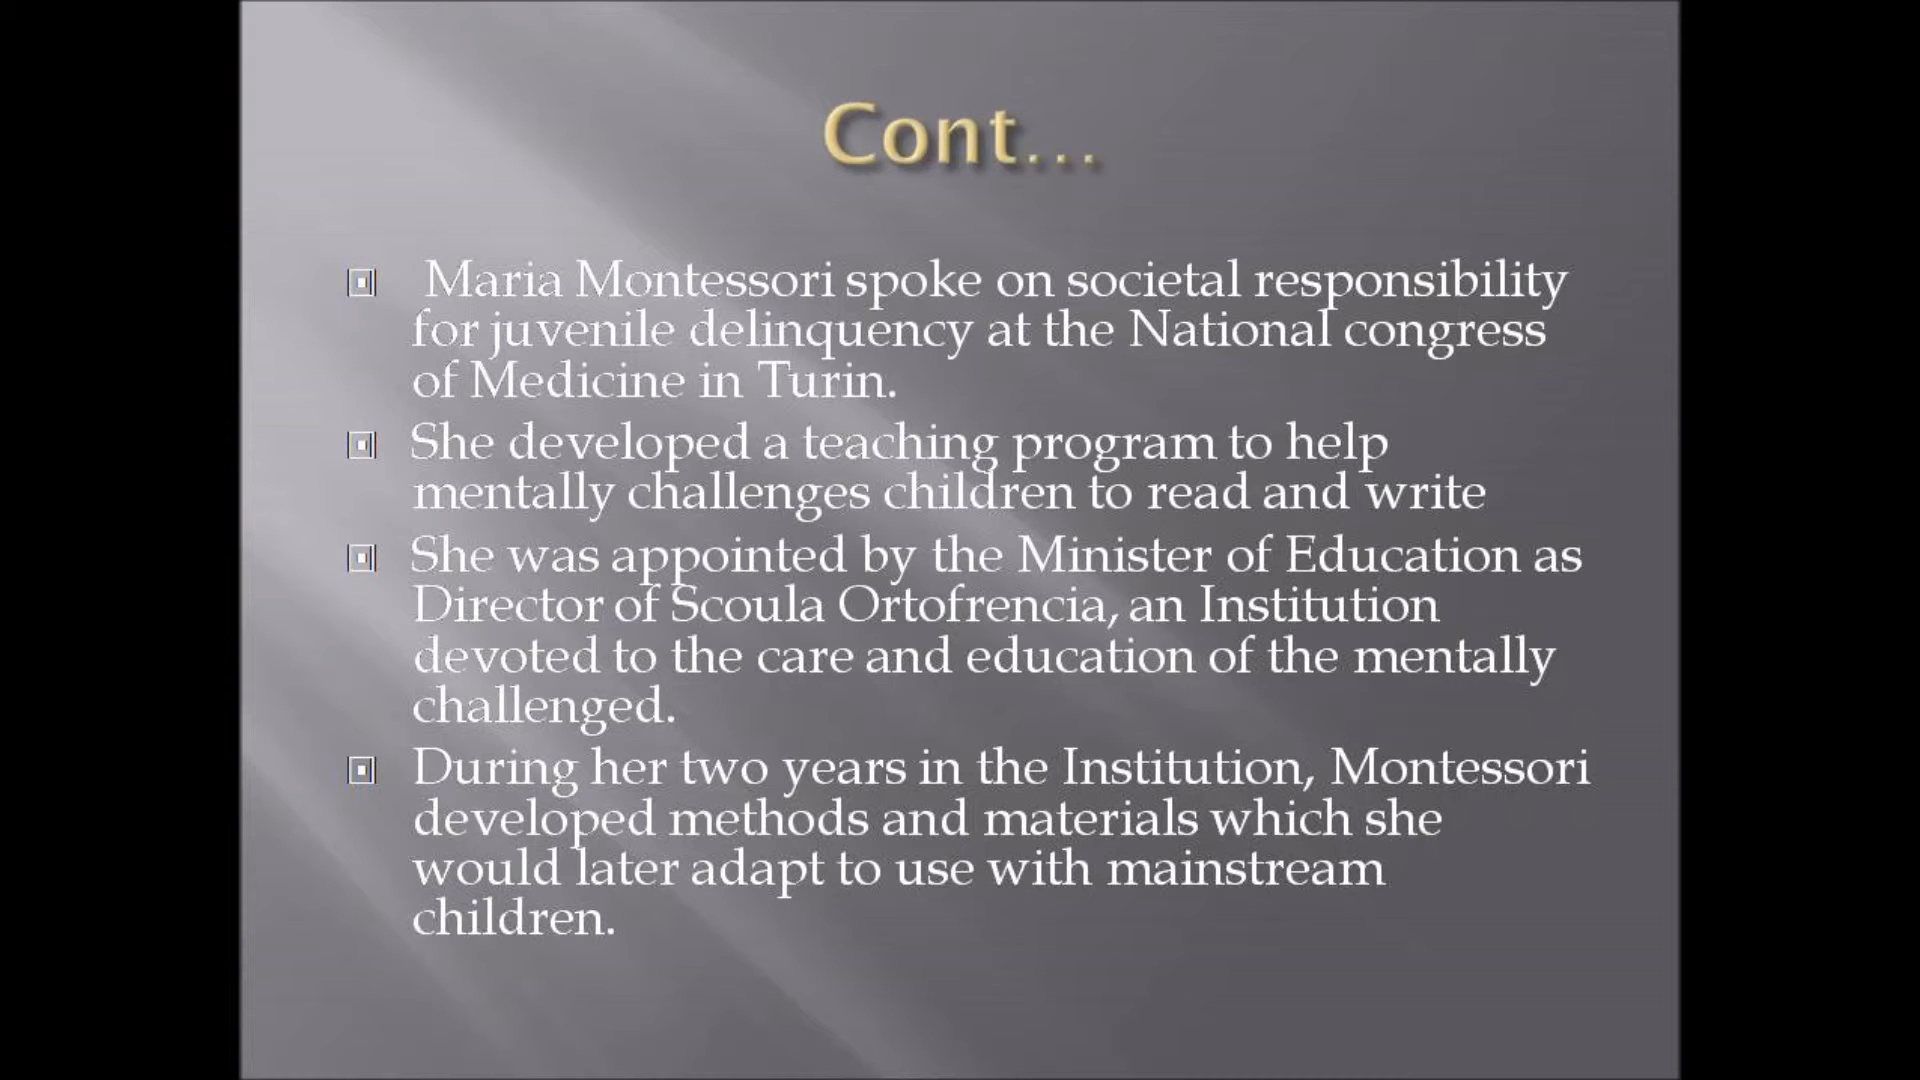 Cont...
Maria Montessori spoke on societal responsibility
for juvenile delinquency at the National congress
of Medicine in Turin.
She developed a teaching program to help
mentally challenges children to read and write
She was appointed by the Minister of Education as
Director of Scoula Ortofrencia, an Institution
devoted to the care and education of the mentally
challenged.
During her two years in the Institution, Montessori
developed methods and materials which she
would later adapt to use with mainstream
children.